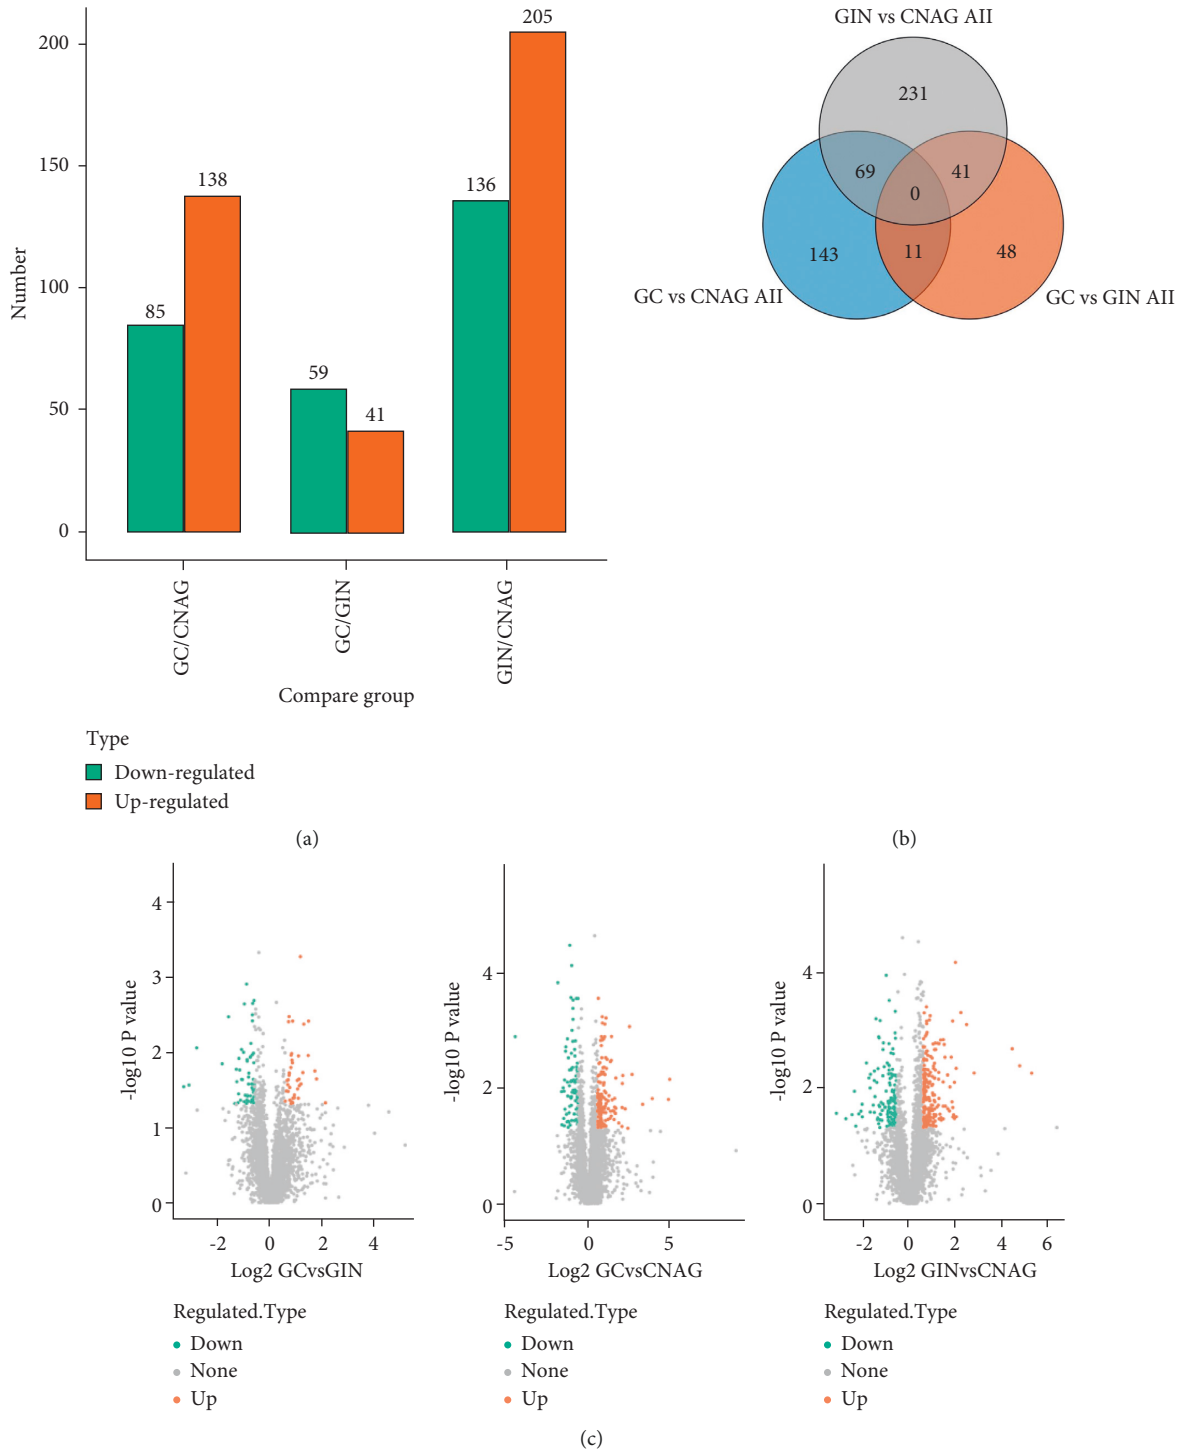 205
200
150
100
50
0
Number
138
136
85
59
41
GC/CNAG
GC/GIN
GIN/CNAG
Compare group
Type
Down-regulated
Up-regulated
(a)
GIN vs CNAG AII
231
69
41
0
143
11
48
GC vs CNAG AII
GC vs GIN AII
(b)
4
3
2
1
0
-log10 P value
-2 0 2 4
Log2 GCvsGIN
Regulated.Type
Down
None
Up
4
2
0
-log10 P value
-5 0 5
Log2 GCvsCNAG
Regulated.Type
Down
None
Up
4
2
0
-log10 P value
-2 0 2 4 6
Log2 GINvsCNAG
Regulated.Type
Down
None
Up
(c)